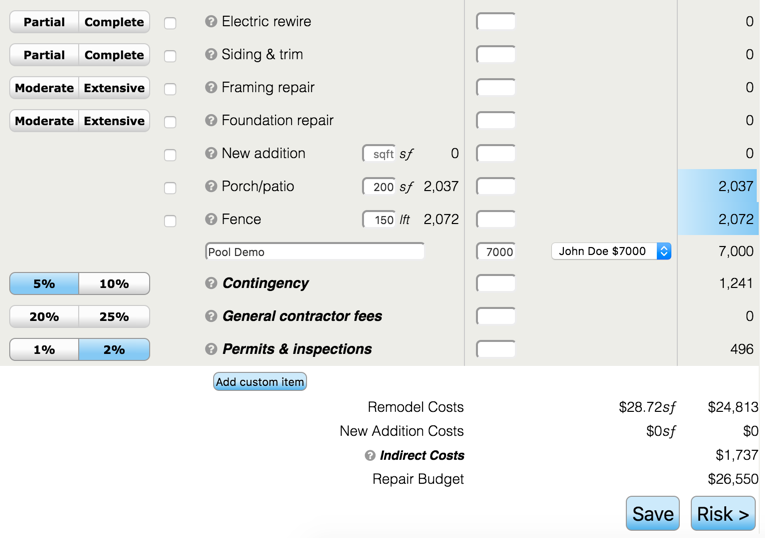 Partial Complete ? Electric rewire 0
Partial Complete ? Siding & trim 0
Moderate Extensive ? Framing repair 0
Moderate Extensive ? Foundation repair 0
? New addition sqft sf 0 0
? Porch/patio 200 sf 2,037 2,037
? Fence 150 lft 2,072 2,072
Pool Demo 7000 John Doe $7000 7,000
5% 10% ? Contingency 1,241
20% 25% ? General contractor fees 0
1% 2% ? Permits & inspections 496
Add custom item
Remodel Costs $28.72sf $24,813
New Addition Costs $0sf $0
? Indirect Costs $1,737
Repair Budget $26,550
Save Risk >